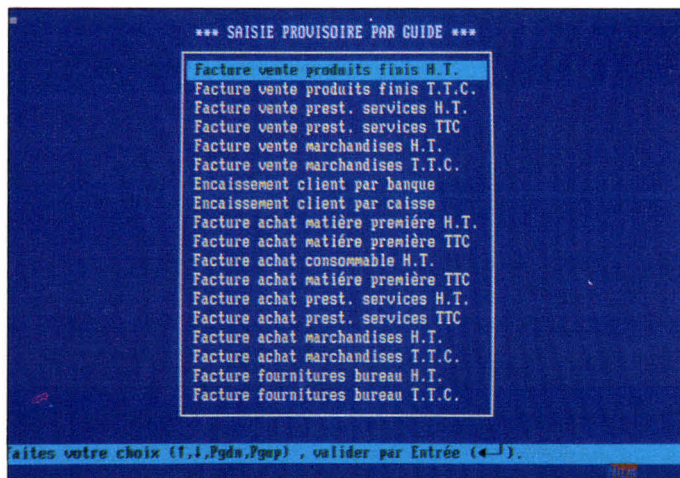 *** SAISIE PROVISOIRE PAR GUIDE ***
Facture vente produits finis H.T.
Facture vente produits finis T.T.C.
Facture vente prest. services H.T.
Facture vente prest. services TTC
Facture vente marchandises H.T.
Facture vente marchandises T.T.C.
Encaissement client par banque
Encaissement client par caisse
Facture achat matière premiére H.T.
Facture achat matiére première TTC
Facture achat consommable H.T.
Facture achat matiére première TTC
Facture achat prest. services H.T.
Facture achat prest. services TTC
Facture achat marchandises H.T.
Facture achat marchandises T.T.C.
Facture fournitures bureau H.T.
Facture fournitures bureau T.T.C.
Faites votre choix (↑,↓,Pgdn,Pgup) , valider par Entrée (◄─┘).